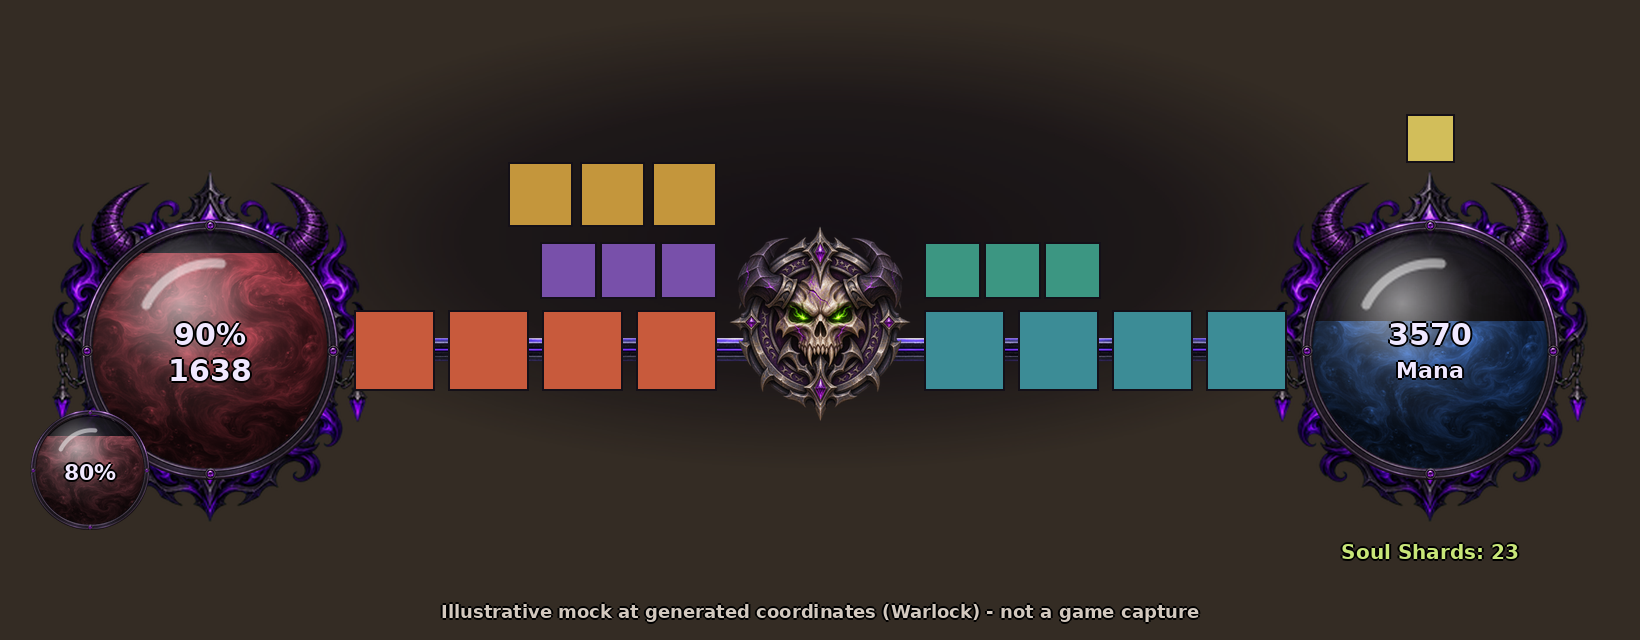 90%
1638
80%
3570
Mana
Soul Shards: 23
Illustrative mock at generated coordinates (Warlock) - not a game capture